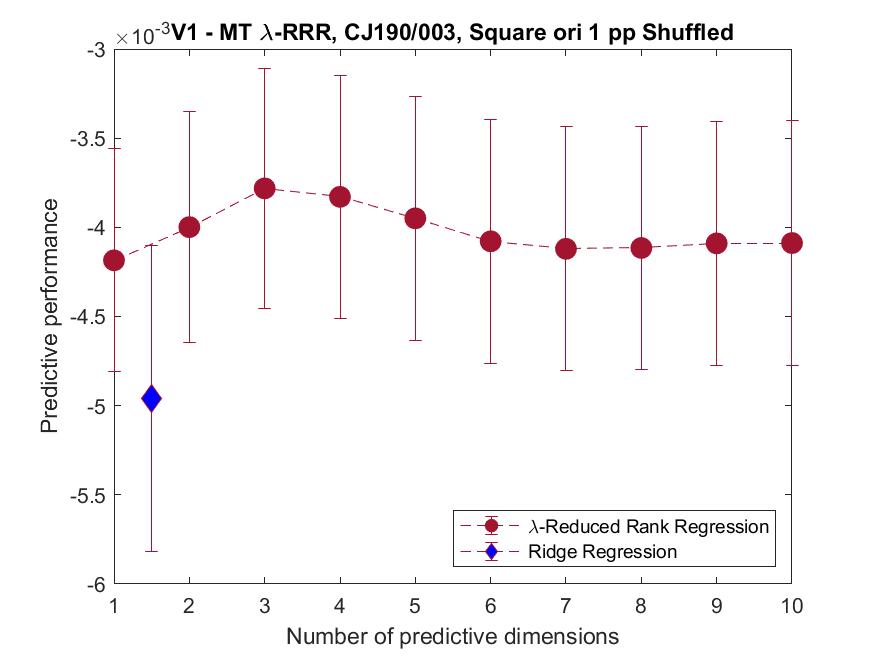 ×10-3
V1 - MT λ-RRR, CJ190/003, Square ori 1 pp Shuffled
-3
-3.5
-4
-4.5
-5
-5.5
-6
Predictive performance
λ-Reduced Rank Regression
Ridge Regression
1 2 3 4 5 6 7 8 9 10
Number of predictive dimensions